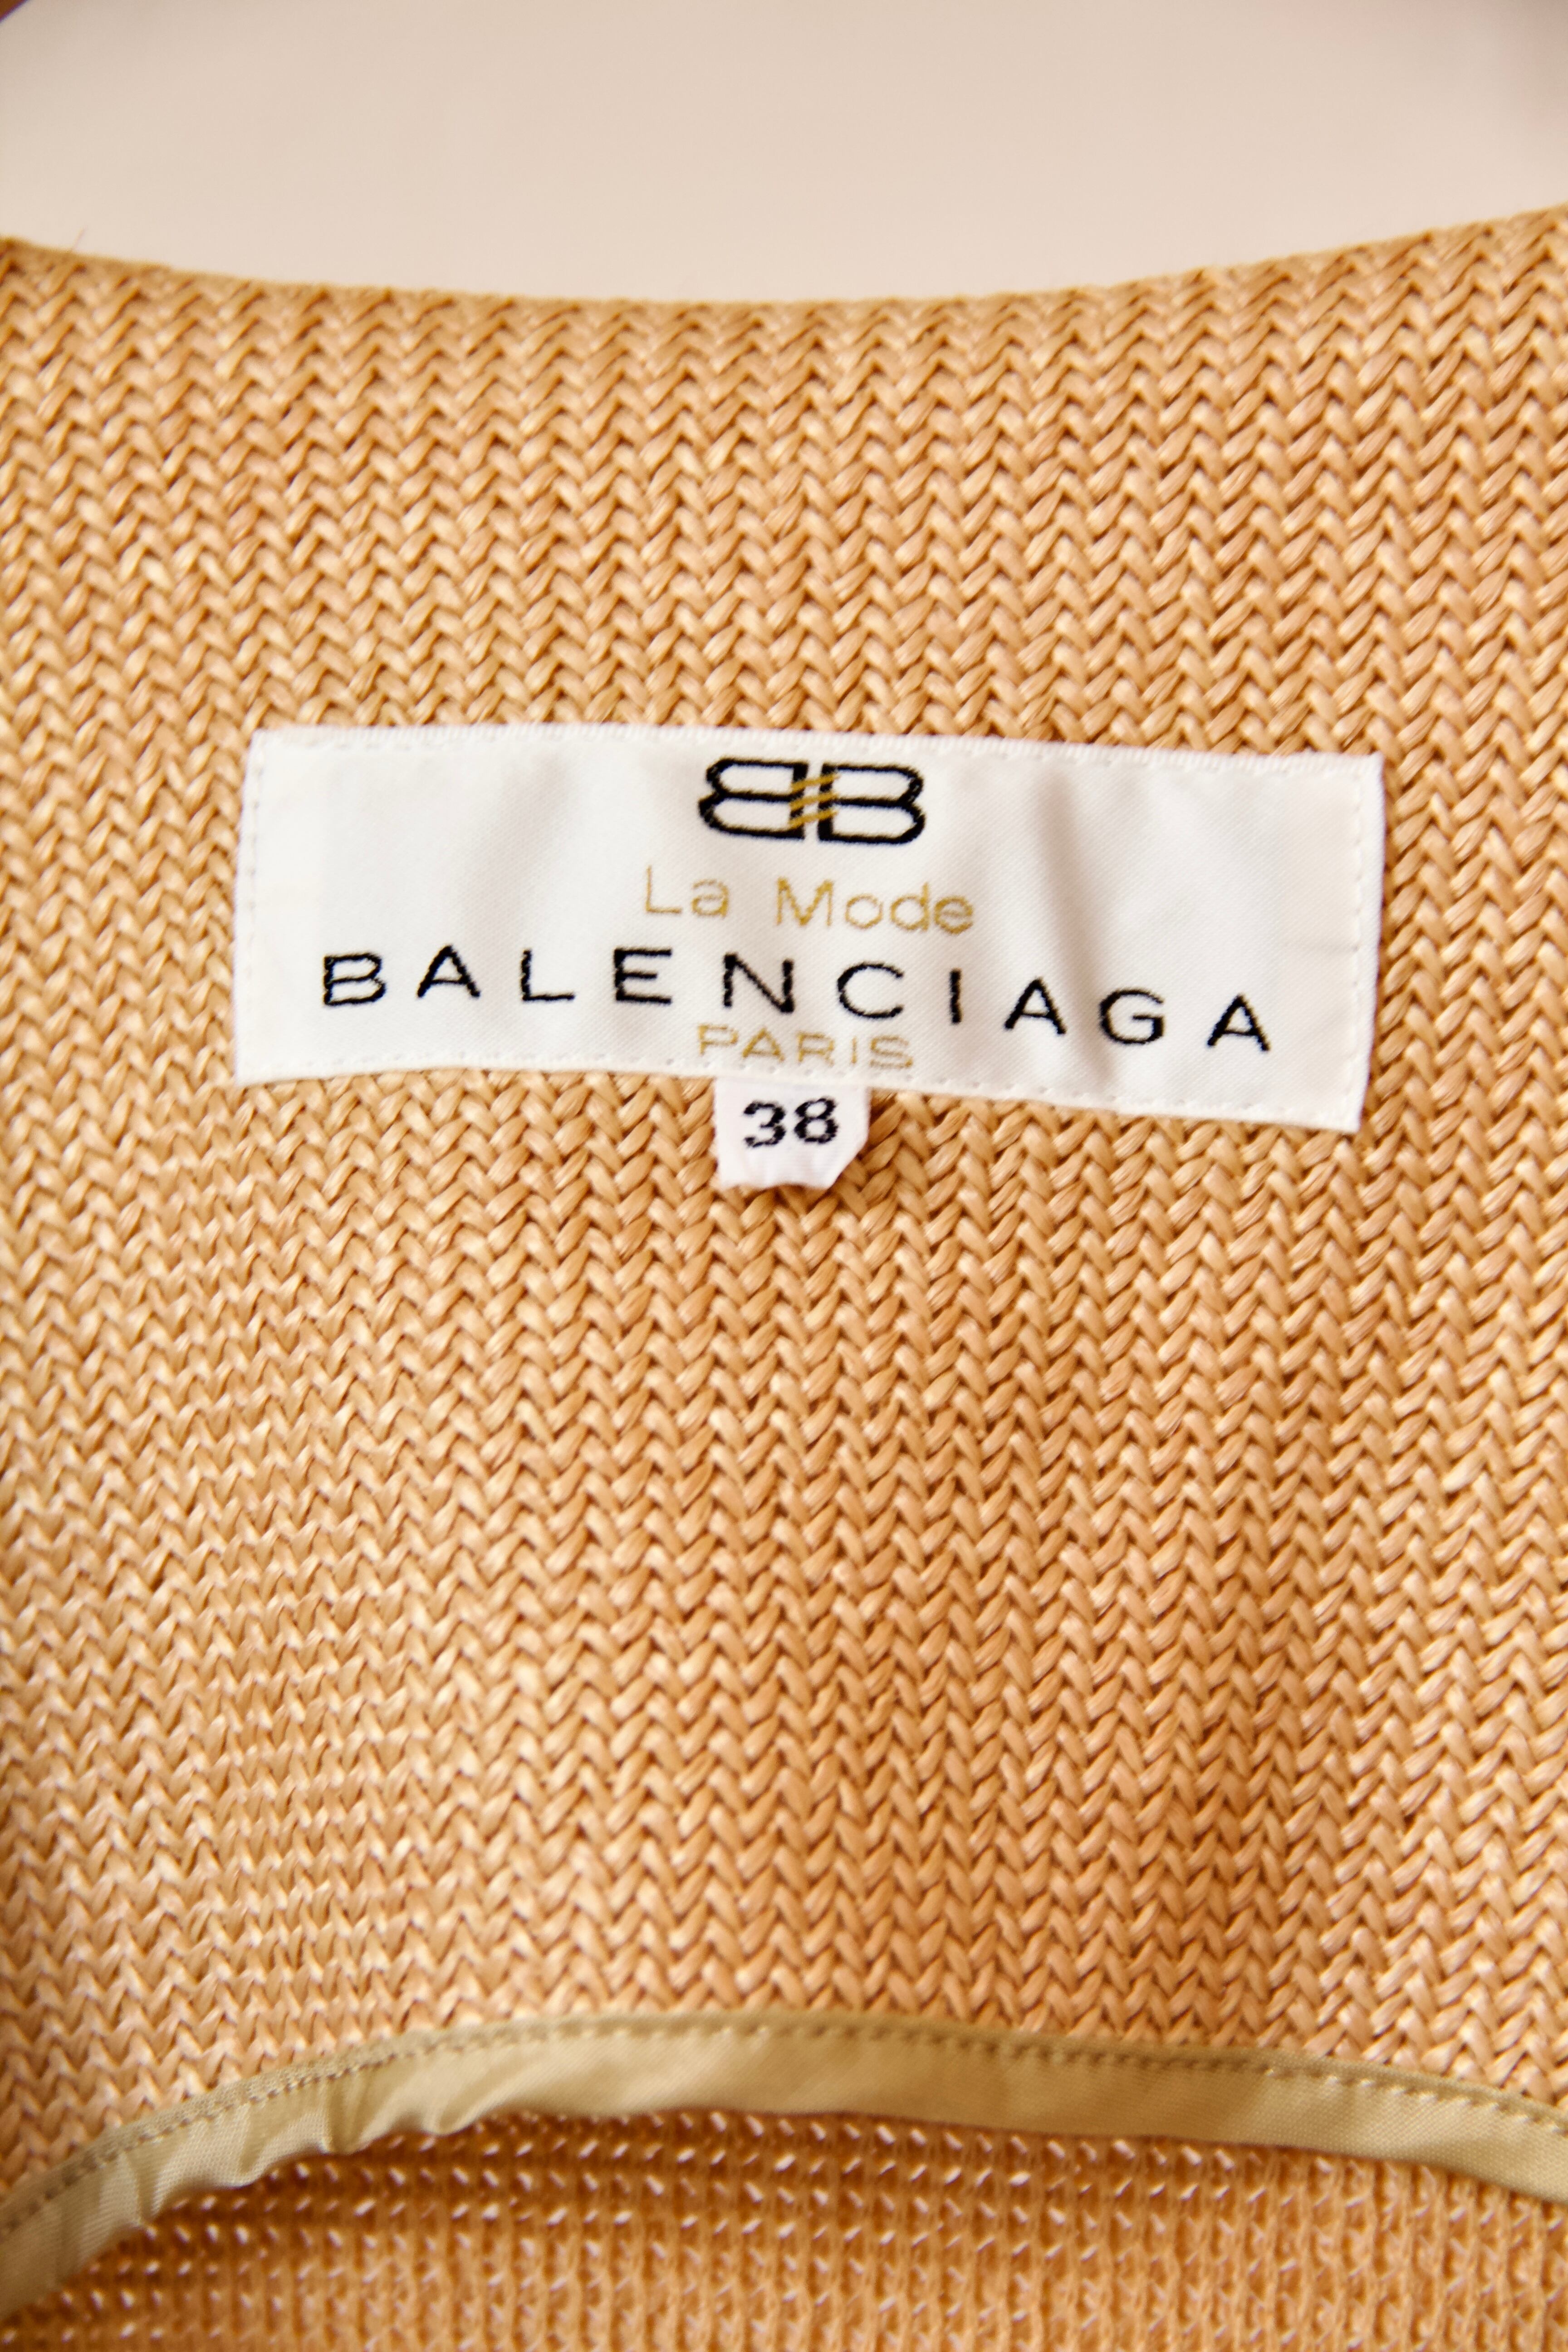 BB
La Mode
BALENCIAGA
PARIS
38